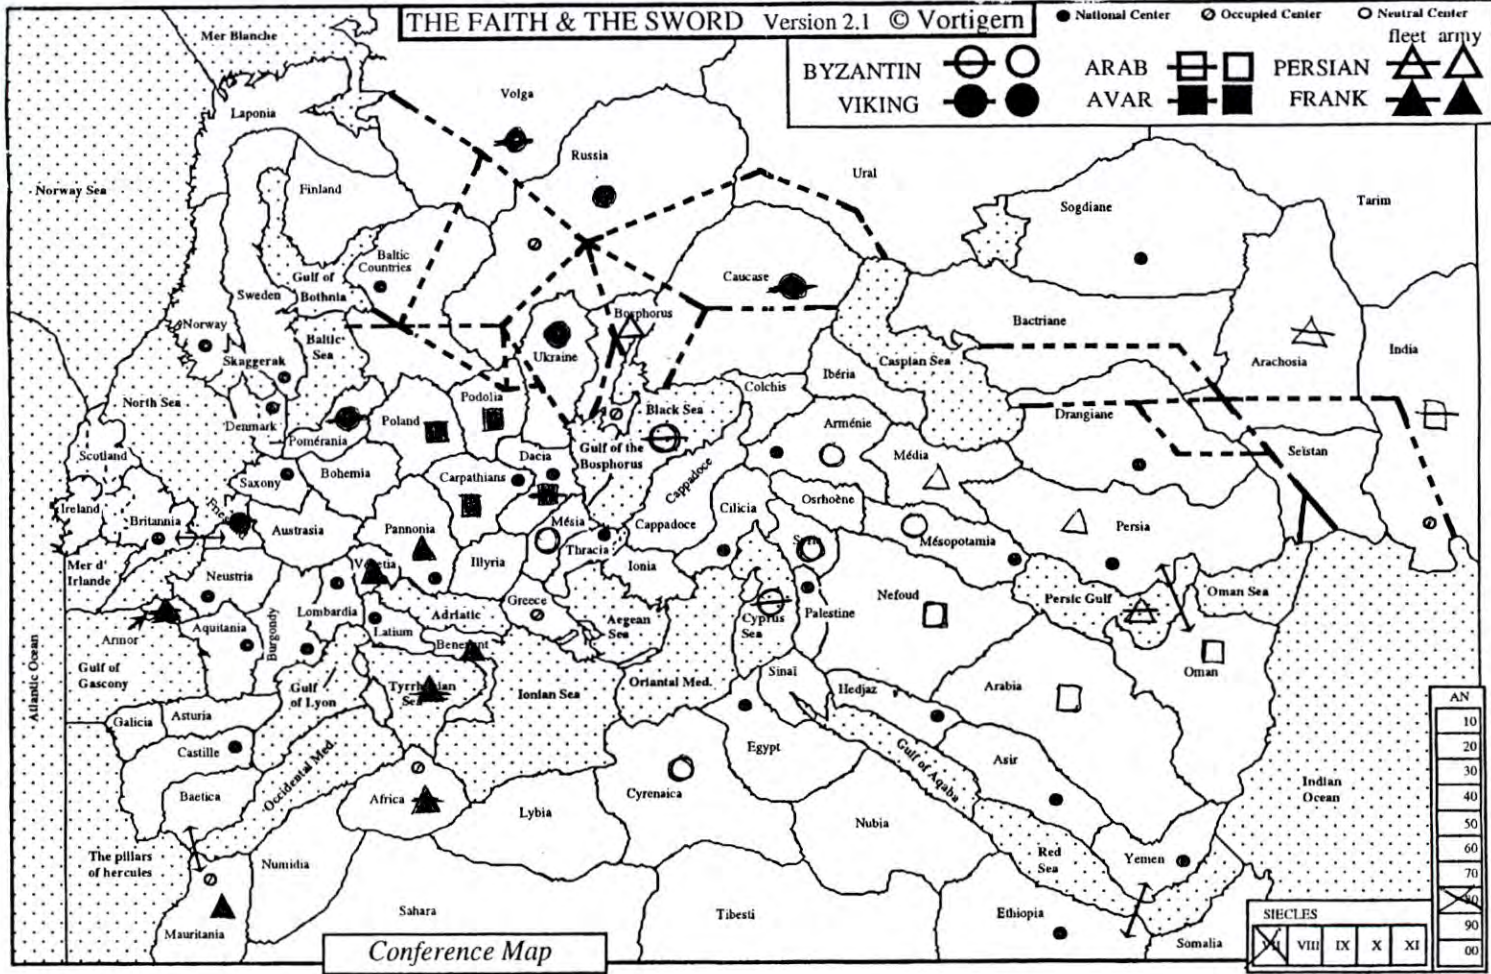 THE FAITH & THE SWORD Version 2.1 © Vortigern
National Center
Occupied Center
Neutral Center
fleet army
BYZANTIN
ARAB
PERSIAN
VIKING
AVAR
FRANK
Mer Blanche
Volga
Laponia
Russia
Ural
Norway Sea
Finland
Sogdiane
Tarim
Baltic
Countries
Gulf of
Bothnia
Sweden
Caucase
Bosphorus
Norway
Baltic
Sea
Ukraine
Bactriane
Skaggerak
Caspian Sea
Arachosia
India
Ibéria
Colchis
North Sea
Podolia
Black Sea
Drangiane
Denmark
Poland
Arménie
Pomérania
Gulf of the
Bosphorus
Seïstan
Scotland
Dacia
Média
Saxony
Bohemia
Carpathians
Cappadoce
Osrhoène
Ireland
Britannia
Austrasia
Pannonia
Mésia
Cappadoce
Cilicia
Persia
Mésopotamia
Thracia
Mer d'
Irlande
Neustria
Illyria
Ionia
Lombardia
Adriatic
Greece
Nefoud
Persic Gulf
Oman Sea
Armor
Aquitania
Burgondy
Latium
Aegean
Sea
Cyprus
Sea
Palestine
Gulf of
Gascony
Atlantic Ocean
Gulf
of Lyon
Ionian Sea
Oriantal Med.
Sinaï
Hedjaz
Arabia
Oman
AN
Galicia
Asturia
Castille
Occidental Med.
Egypt
Gulf of Aqaba
Asir
Indian
Ocean
10
20
30
40
50
60
70
90
00
Baetica
Africa
Lybia
Cyrenaica
Nubia
The pillars
of hercules
Numidia
Red
Sea
Yemen
Mauritania
Sahara
Tibesti
Ethiopia
Somalia
SIECLES
VII VIII IX X XI
Conference Map